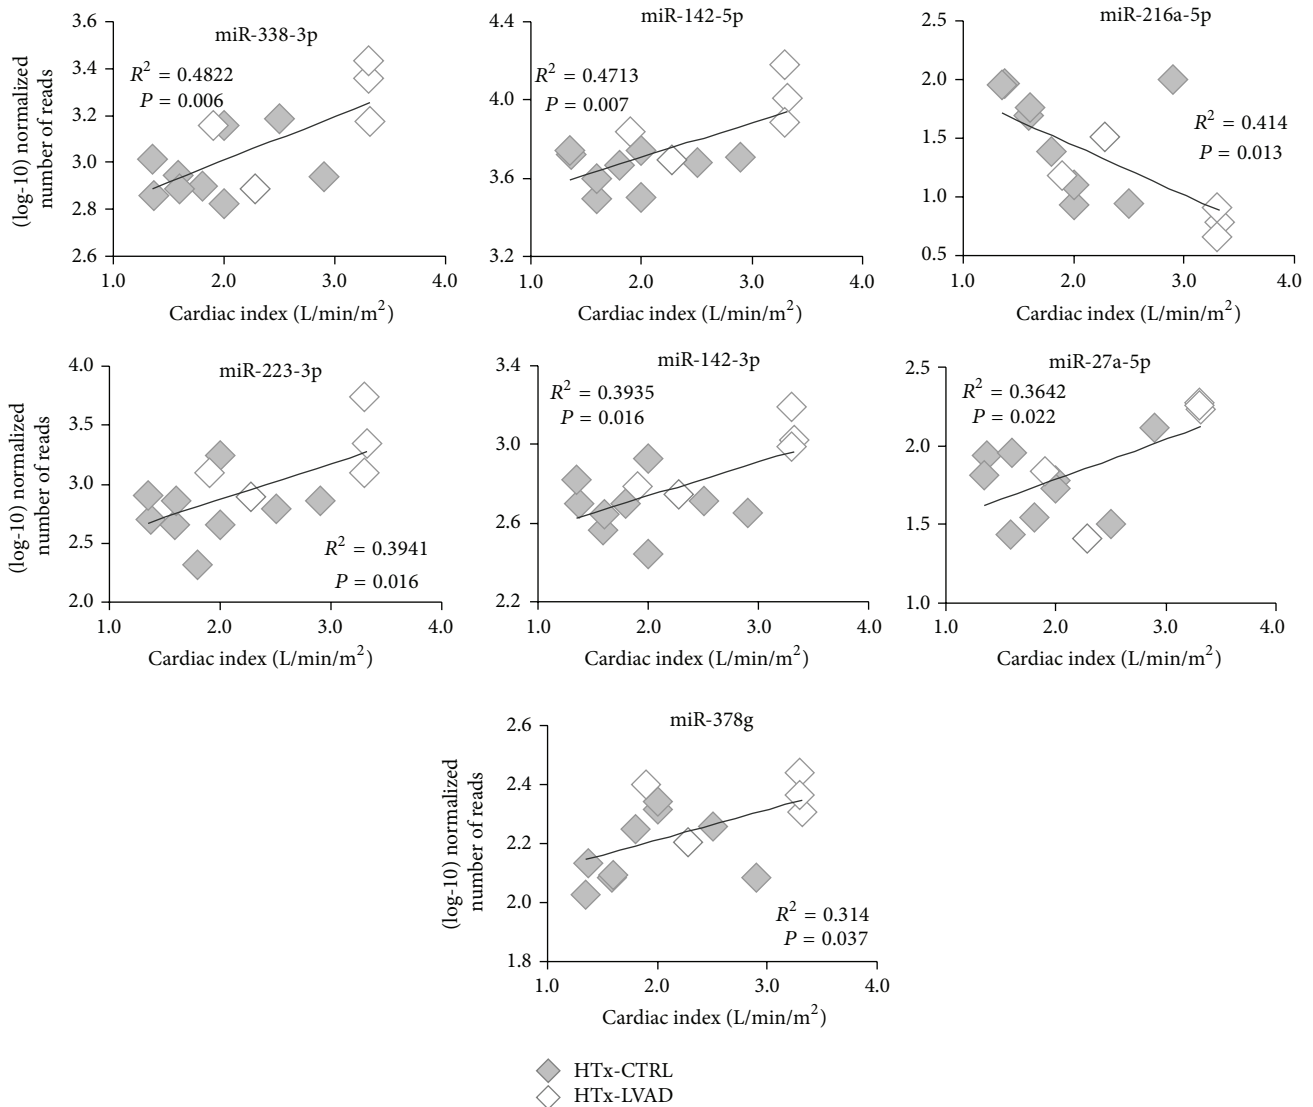 miR-338-3p
R² = 0.4822
P = 0.006
(log-10) normalized
number of reads
3.6
3.4
3.2
3.0
2.8
2.6
1.0 2.0 3.0 4.0
Cardiac index (L/min/m²)
miR-142-5p
R² = 0.4713
P = 0.007
4.4
4.0
3.6
3.2
1.0 2.0 3.0 4.0
Cardiac index (L/min/m²)
miR-216a-5p
R² = 0.414
P = 0.013
2.5
2.0
1.5
1.0
0.5
1.0 2.0 3.0 4.0
Cardiac index (L/min/m²)
miR-223-3p
R² = 0.3941
P = 0.016
(log-10) normalized
number of reads
4.0
3.5
3.0
2.5
2.0
1.0 2.0 3.0 4.0
Cardiac index (L/min/m²)
miR-142-3p
R² = 0.3935
P = 0.016
3.4
3.0
2.6
2.2
1.0 2.0 3.0 4.0
Cardiac index (L/min/m²)
miR-27a-5p
R² = 0.3642
P = 0.022
2.5
2.0
1.5
1.0
1.0 2.0 3.0 4.0
Cardiac index (L/min/m²)
miR-378g
R² = 0.314
P = 0.037
(log-10) normalized
number of reads
2.6
2.4
2.2
2.0
1.8
1.0 2.0 3.0 4.0
Cardiac index (L/min/m²)
HTx-CTRL
HTx-LVAD